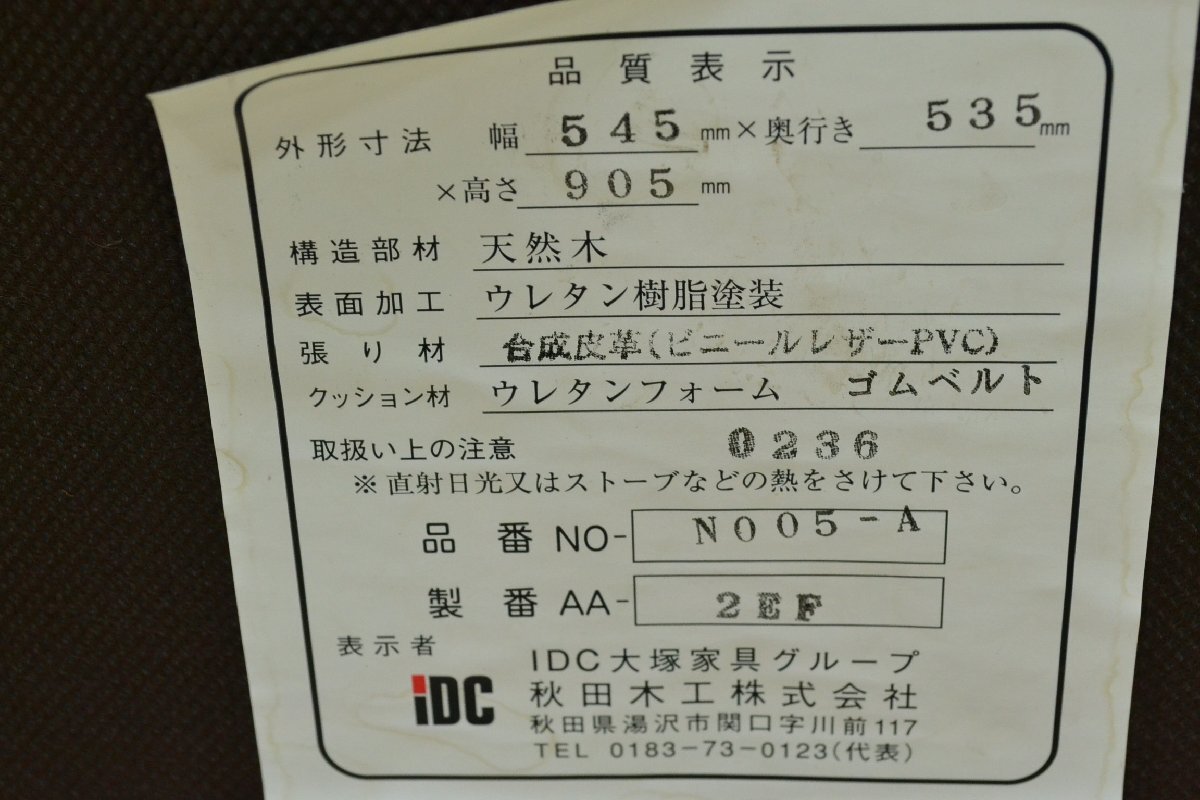 品質表示
外形寸法 幅 545 mm × 奥行き 535 mm
× 高さ 905 mm
構造部材 天然木
表面加工 ウレタン樹脂塗装
張り材 合成皮革(ビニールレザーPVC)
クッション材 ウレタンフォーム ゴムベルト
取扱い上の注意 0236
※ 直射日光又はストーブなどの熱をさけて下さい。
品番 NO- N005-A
製番 AA- 2EF
表示者
iDC IDC大塚家具グループ
秋田木工株式会社
秋田県湯沢市関口字川前117
TEL 0183-73-0123(代表)